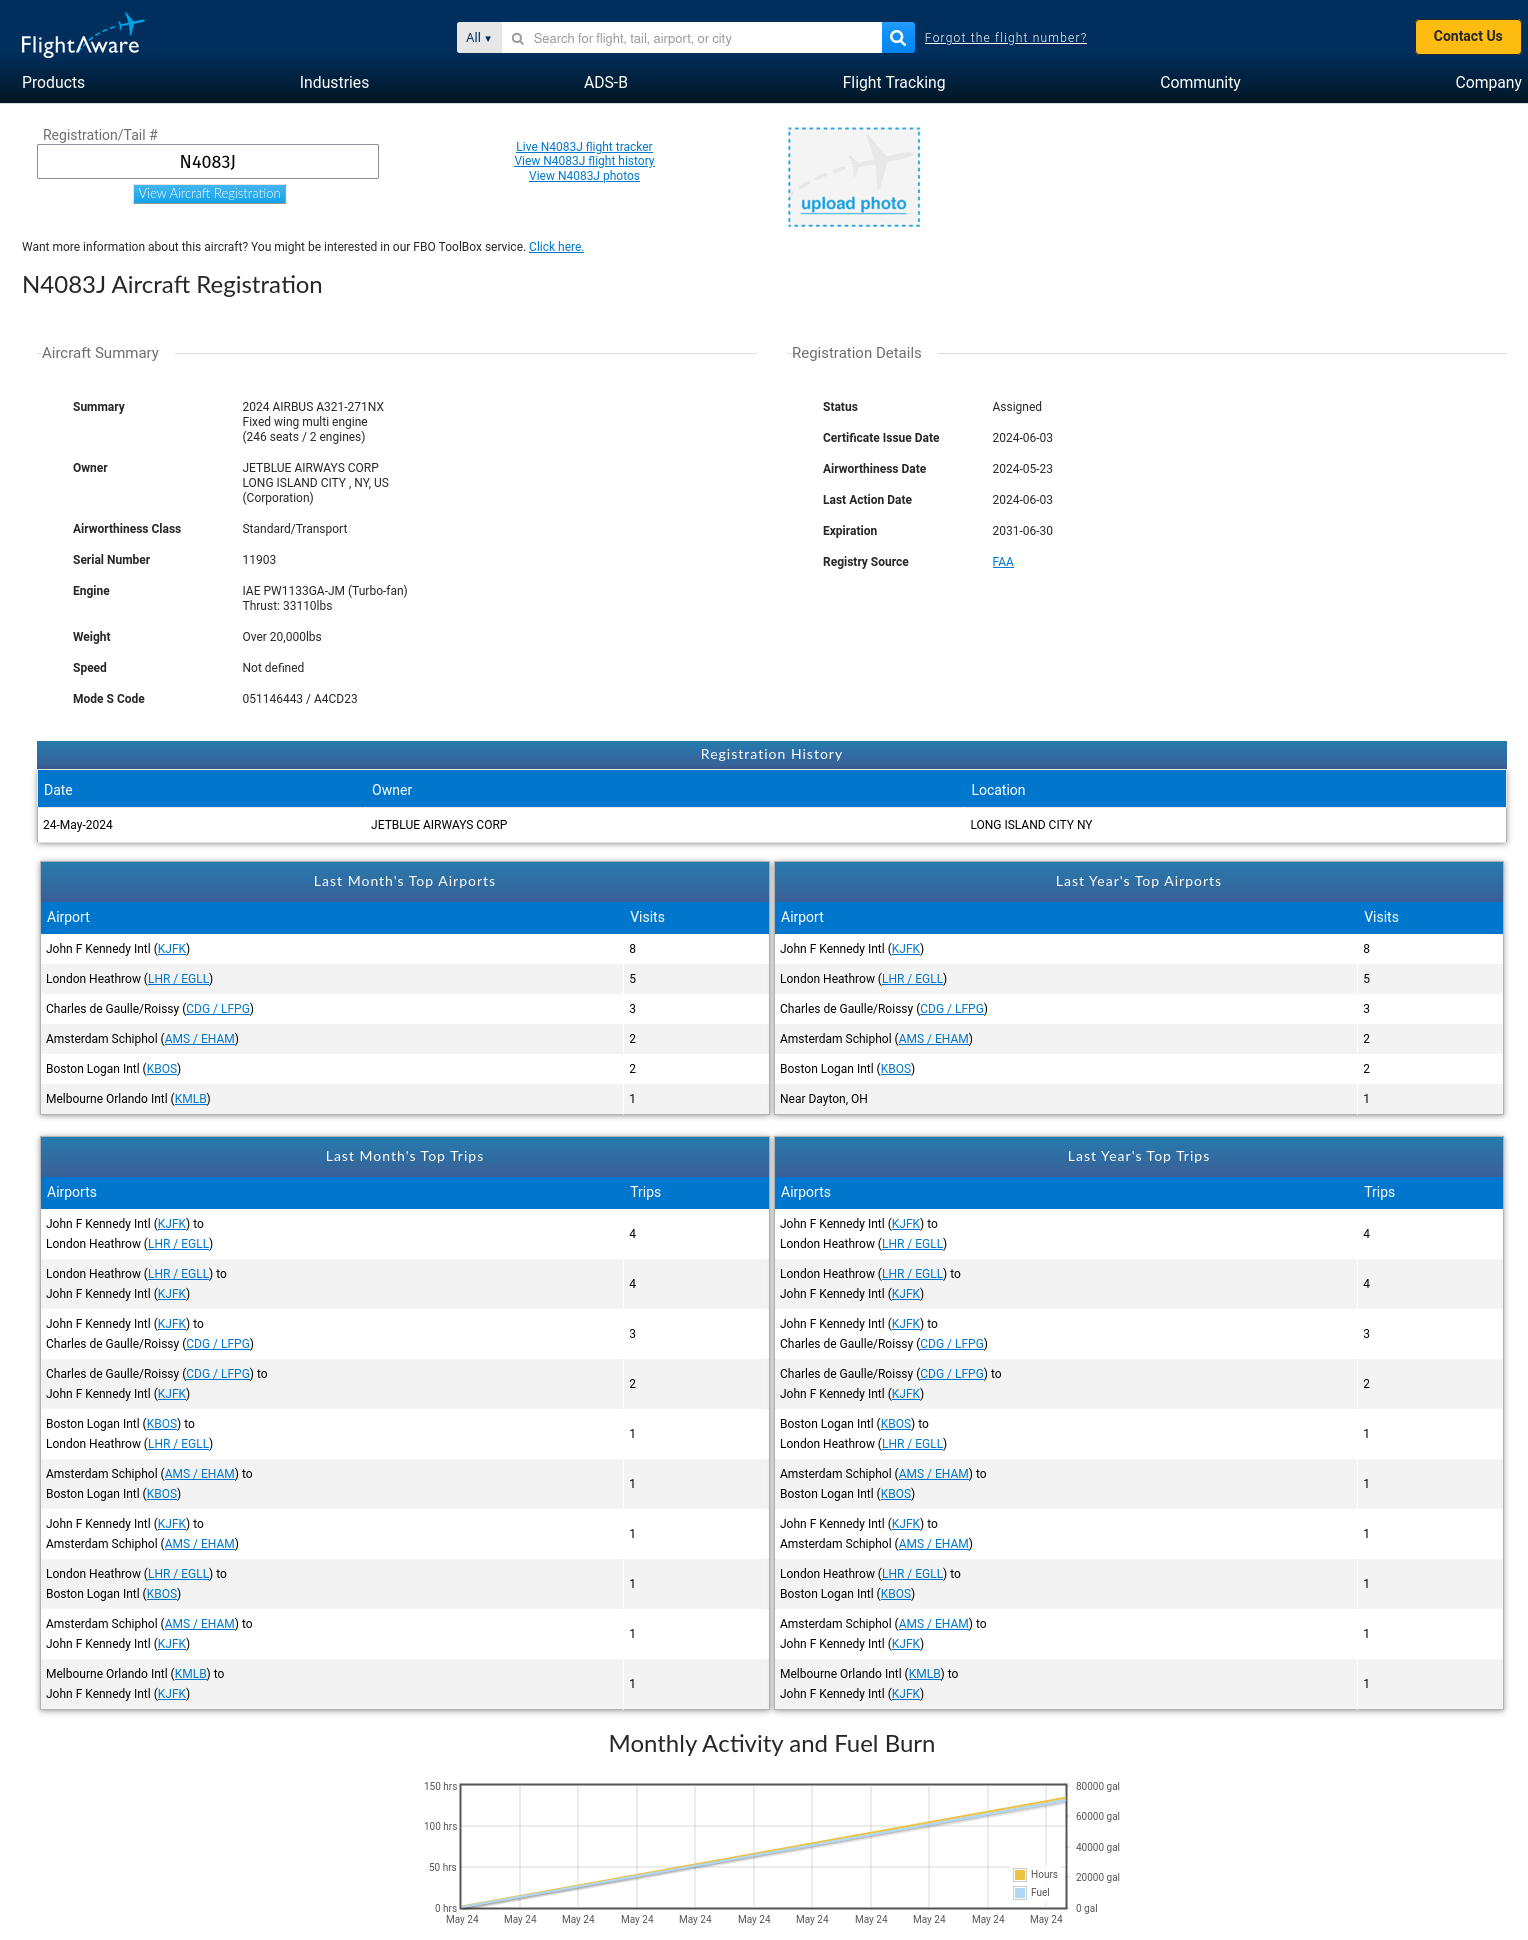 FlightAware
All ▾
Search for flight, tail, airport, or city
Forgot the flight number?
Contact Us
Products Industries ADS-B Flight Tracking Community Company
Registration/Tail #
N4083J
View Aircraft Registration
Live N4083J flight tracker
View N4083J flight history
View N4083J photos
upload photo
Want more information about this aircraft? You might be interested in our FBO ToolBox service. Click here.
N4083J Aircraft Registration
Aircraft Summary
Summary 2024 AIRBUS A321-271NX
Fixed wing multi engine
(246 seats / 2 engines)
Owner JETBLUE AIRWAYS CORP
LONG ISLAND CITY , NY, US
(Corporation)
Airworthiness Class Standard/Transport
Serial Number 11903
Engine IAE PW1133GA-JM (Turbo-fan)
Thrust: 33110lbs
Weight Over 20,000lbs
Speed Not defined
Mode S Code 051146443 / A4CD23
Registration Details
Status Assigned
Certificate Issue Date 2024-06-03
Airworthiness Date 2024-05-23
Last Action Date 2024-06-03
Expiration 2031-06-30
Registry Source FAA
Registration History
Date Owner Location
24-May-2024 JETBLUE AIRWAYS CORP LONG ISLAND CITY NY
Last Month's Top Airports
Airport Visits
John F Kennedy Intl (KJFK) 8
London Heathrow (LHR / EGLL) 5
Charles de Gaulle/Roissy (CDG / LFPG) 3
Amsterdam Schiphol (AMS / EHAM) 2
Boston Logan Intl (KBOS) 2
Melbourne Orlando Intl (KMLB) 1
Last Year's Top Airports
Airport Visits
John F Kennedy Intl (KJFK) 8
London Heathrow (LHR / EGLL) 5
Charles de Gaulle/Roissy (CDG / LFPG) 3
Amsterdam Schiphol (AMS / EHAM) 2
Boston Logan Intl (KBOS) 2
Near Dayton, OH 1
Last Month's Top Trips
Airports Trips
John F Kennedy Intl (KJFK) to
London Heathrow (LHR / EGLL) 4
London Heathrow (LHR / EGLL) to
John F Kennedy Intl (KJFK) 4
John F Kennedy Intl (KJFK) to
Charles de Gaulle/Roissy (CDG / LFPG) 3
Charles de Gaulle/Roissy (CDG / LFPG) to
John F Kennedy Intl (KJFK) 2
Boston Logan Intl (KBOS) to
London Heathrow (LHR / EGLL) 1
Amsterdam Schiphol (AMS / EHAM) to
Boston Logan Intl (KBOS) 1
John F Kennedy Intl (KJFK) to
Amsterdam Schiphol (AMS / EHAM) 1
London Heathrow (LHR / EGLL) to
Boston Logan Intl (KBOS) 1
Amsterdam Schiphol (AMS / EHAM) to
John F Kennedy Intl (KJFK) 1
Melbourne Orlando Intl (KMLB) to
John F Kennedy Intl (KJFK) 1
Last Year's Top Trips
Airports Trips
John F Kennedy Intl (KJFK) to
London Heathrow (LHR / EGLL) 4
London Heathrow (LHR / EGLL) to
John F Kennedy Intl (KJFK) 4
John F Kennedy Intl (KJFK) to
Charles de Gaulle/Roissy (CDG / LFPG) 3
Charles de Gaulle/Roissy (CDG / LFPG) to
John F Kennedy Intl (KJFK) 2
Boston Logan Intl (KBOS) to
London Heathrow (LHR / EGLL) 1
Amsterdam Schiphol (AMS / EHAM) to
Boston Logan Intl (KBOS) 1
John F Kennedy Intl (KJFK) to
Amsterdam Schiphol (AMS / EHAM) 1
London Heathrow (LHR / EGLL) to
Boston Logan Intl (KBOS) 1
Amsterdam Schiphol (AMS / EHAM) to
John F Kennedy Intl (KJFK) 1
Melbourne Orlando Intl (KMLB) to
John F Kennedy Intl (KJFK) 1
Monthly Activity and Fuel Burn
150 hrs
100 hrs
50 hrs
0 hrs
80000 gal
60000 gal
40000 gal
20000 gal
0 gal
Hours
Fuel
May 24 May 24 May 24 May 24 May 24 May 24 May 24 May 24 May 24 May 24 May 24